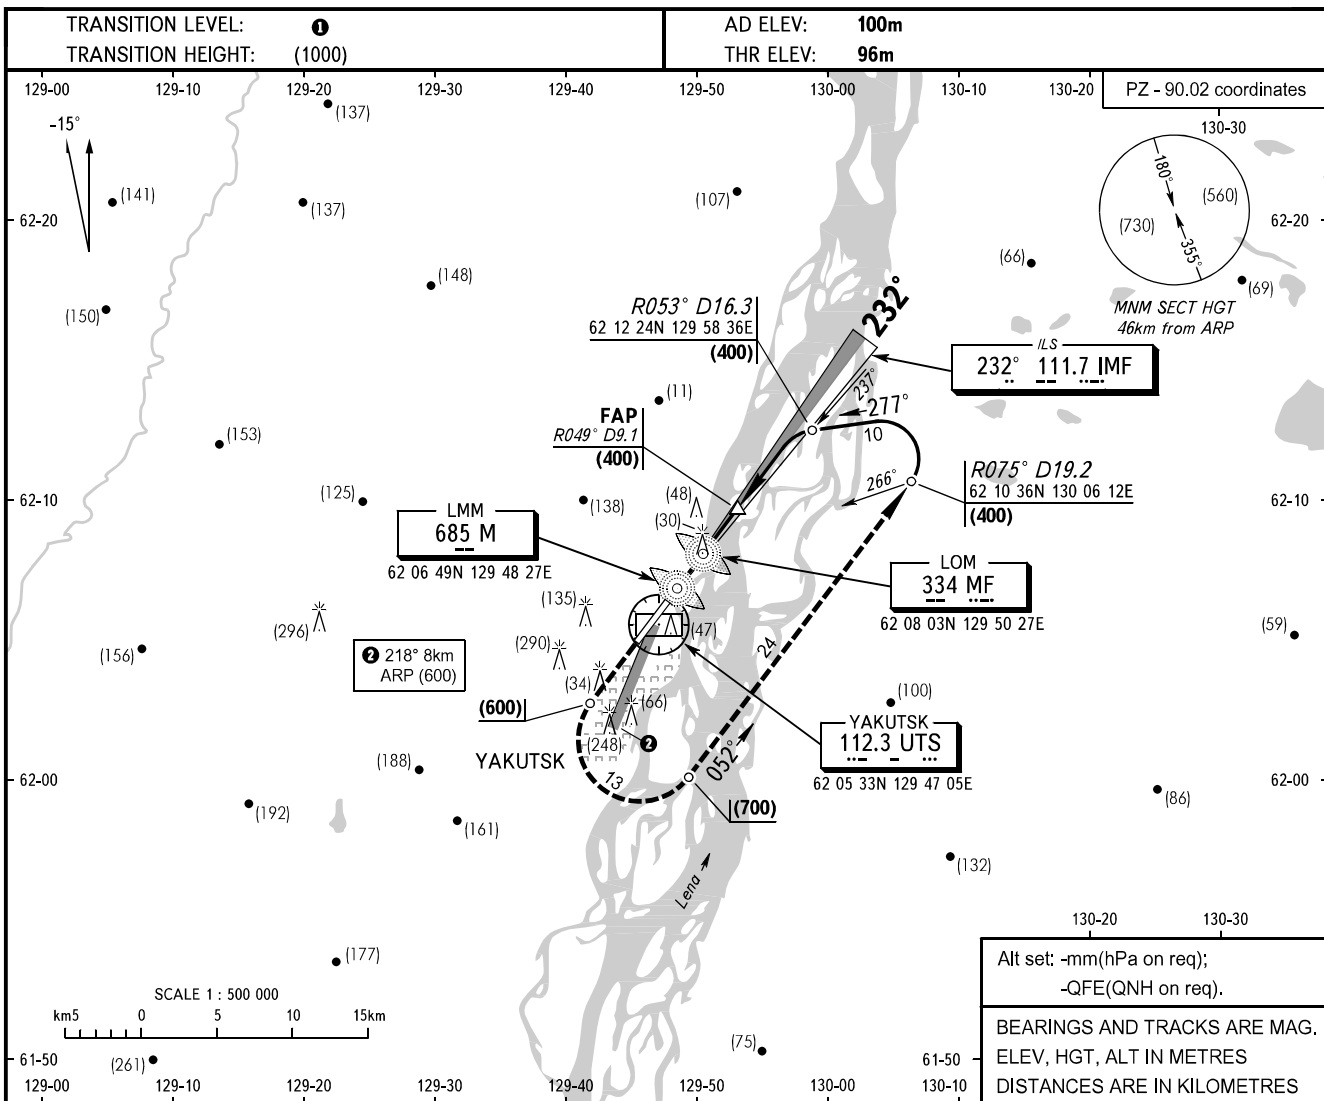 TRANSITION LEVEL: ❶
TRANSITION HEIGHT: (1000)
AD ELEV: 100m
THR ELEV: 96m
129-00 129-10 129-20 129-30 129-40 129-50 130-00 130-10 130-20
PZ - 90.02 coordinates
130-30
-15°
(137)
(141)
(137)
(107)
62-20
62-20
180°
(560)
(730)
355°
(66)
(69)
(148)
(150)
MNM SECT HGT
46km from ARP
R053° D16.3
62 12 24N 129 58 36E
(400)
232°
ILS
232° 111.7 IMF
237°
277°
10
(11)
FAP
R049° D9.1
(400)
(153)
R075° D19.2
62 10 36N 130 06 12E
(400)
266°
62-10
62-10
(125)
(138)
(48)
(30)
LMM
685 M
62 06 49N 129 48 27E
LOM
334 MF
62 08 03N 129 50 27E
(135)
(296)
(47)
(59)
(156)
(290)
❷ 218° 8km
ARP (600)
24
(34)
(66)
(100)
(600)
(248)
❷
052°
YAKUTSK
112.3 UTS
62 05 33N 129 47 05E
YAKUTSK
13
(188)
62-00
62-00
(700)
(192)
(161)
(86)
(132)
Lena
130-20 130-30
(177)
SCALE 1 : 500 000
km5 0 5 10 15km
Alt set: -mm(hPa on req);
-QFE(QNH on req).
BEARINGS AND TRACKS ARE MAG.
ELEV, HGT, ALT IN METRES
DISTANCES ARE IN KILOMETRES
(75)
(261)
61-50
61-50
129-00 129-10 129-20 129-30 129-40 129-50 130-00 130-10